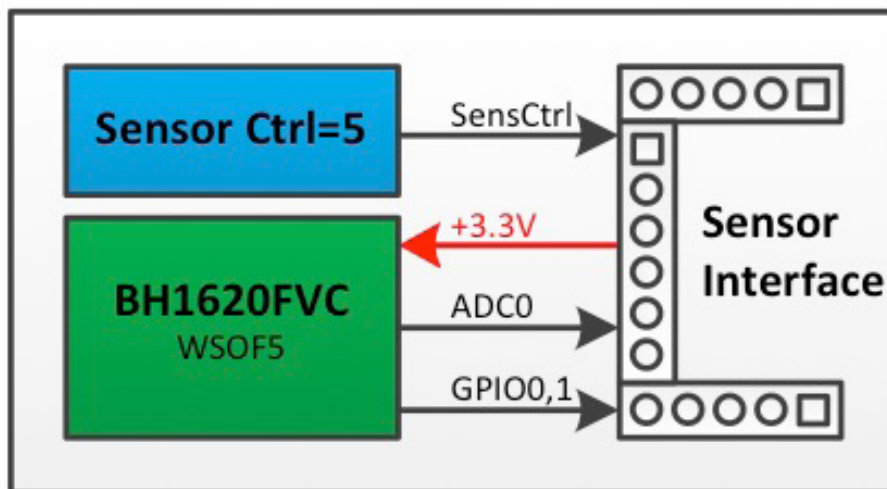 Sensor Ctrl=5
SensCtrl
+3.3V
BH1620FVC
WSOF5
ADC0
GPIO0,1
Sensor
Interface